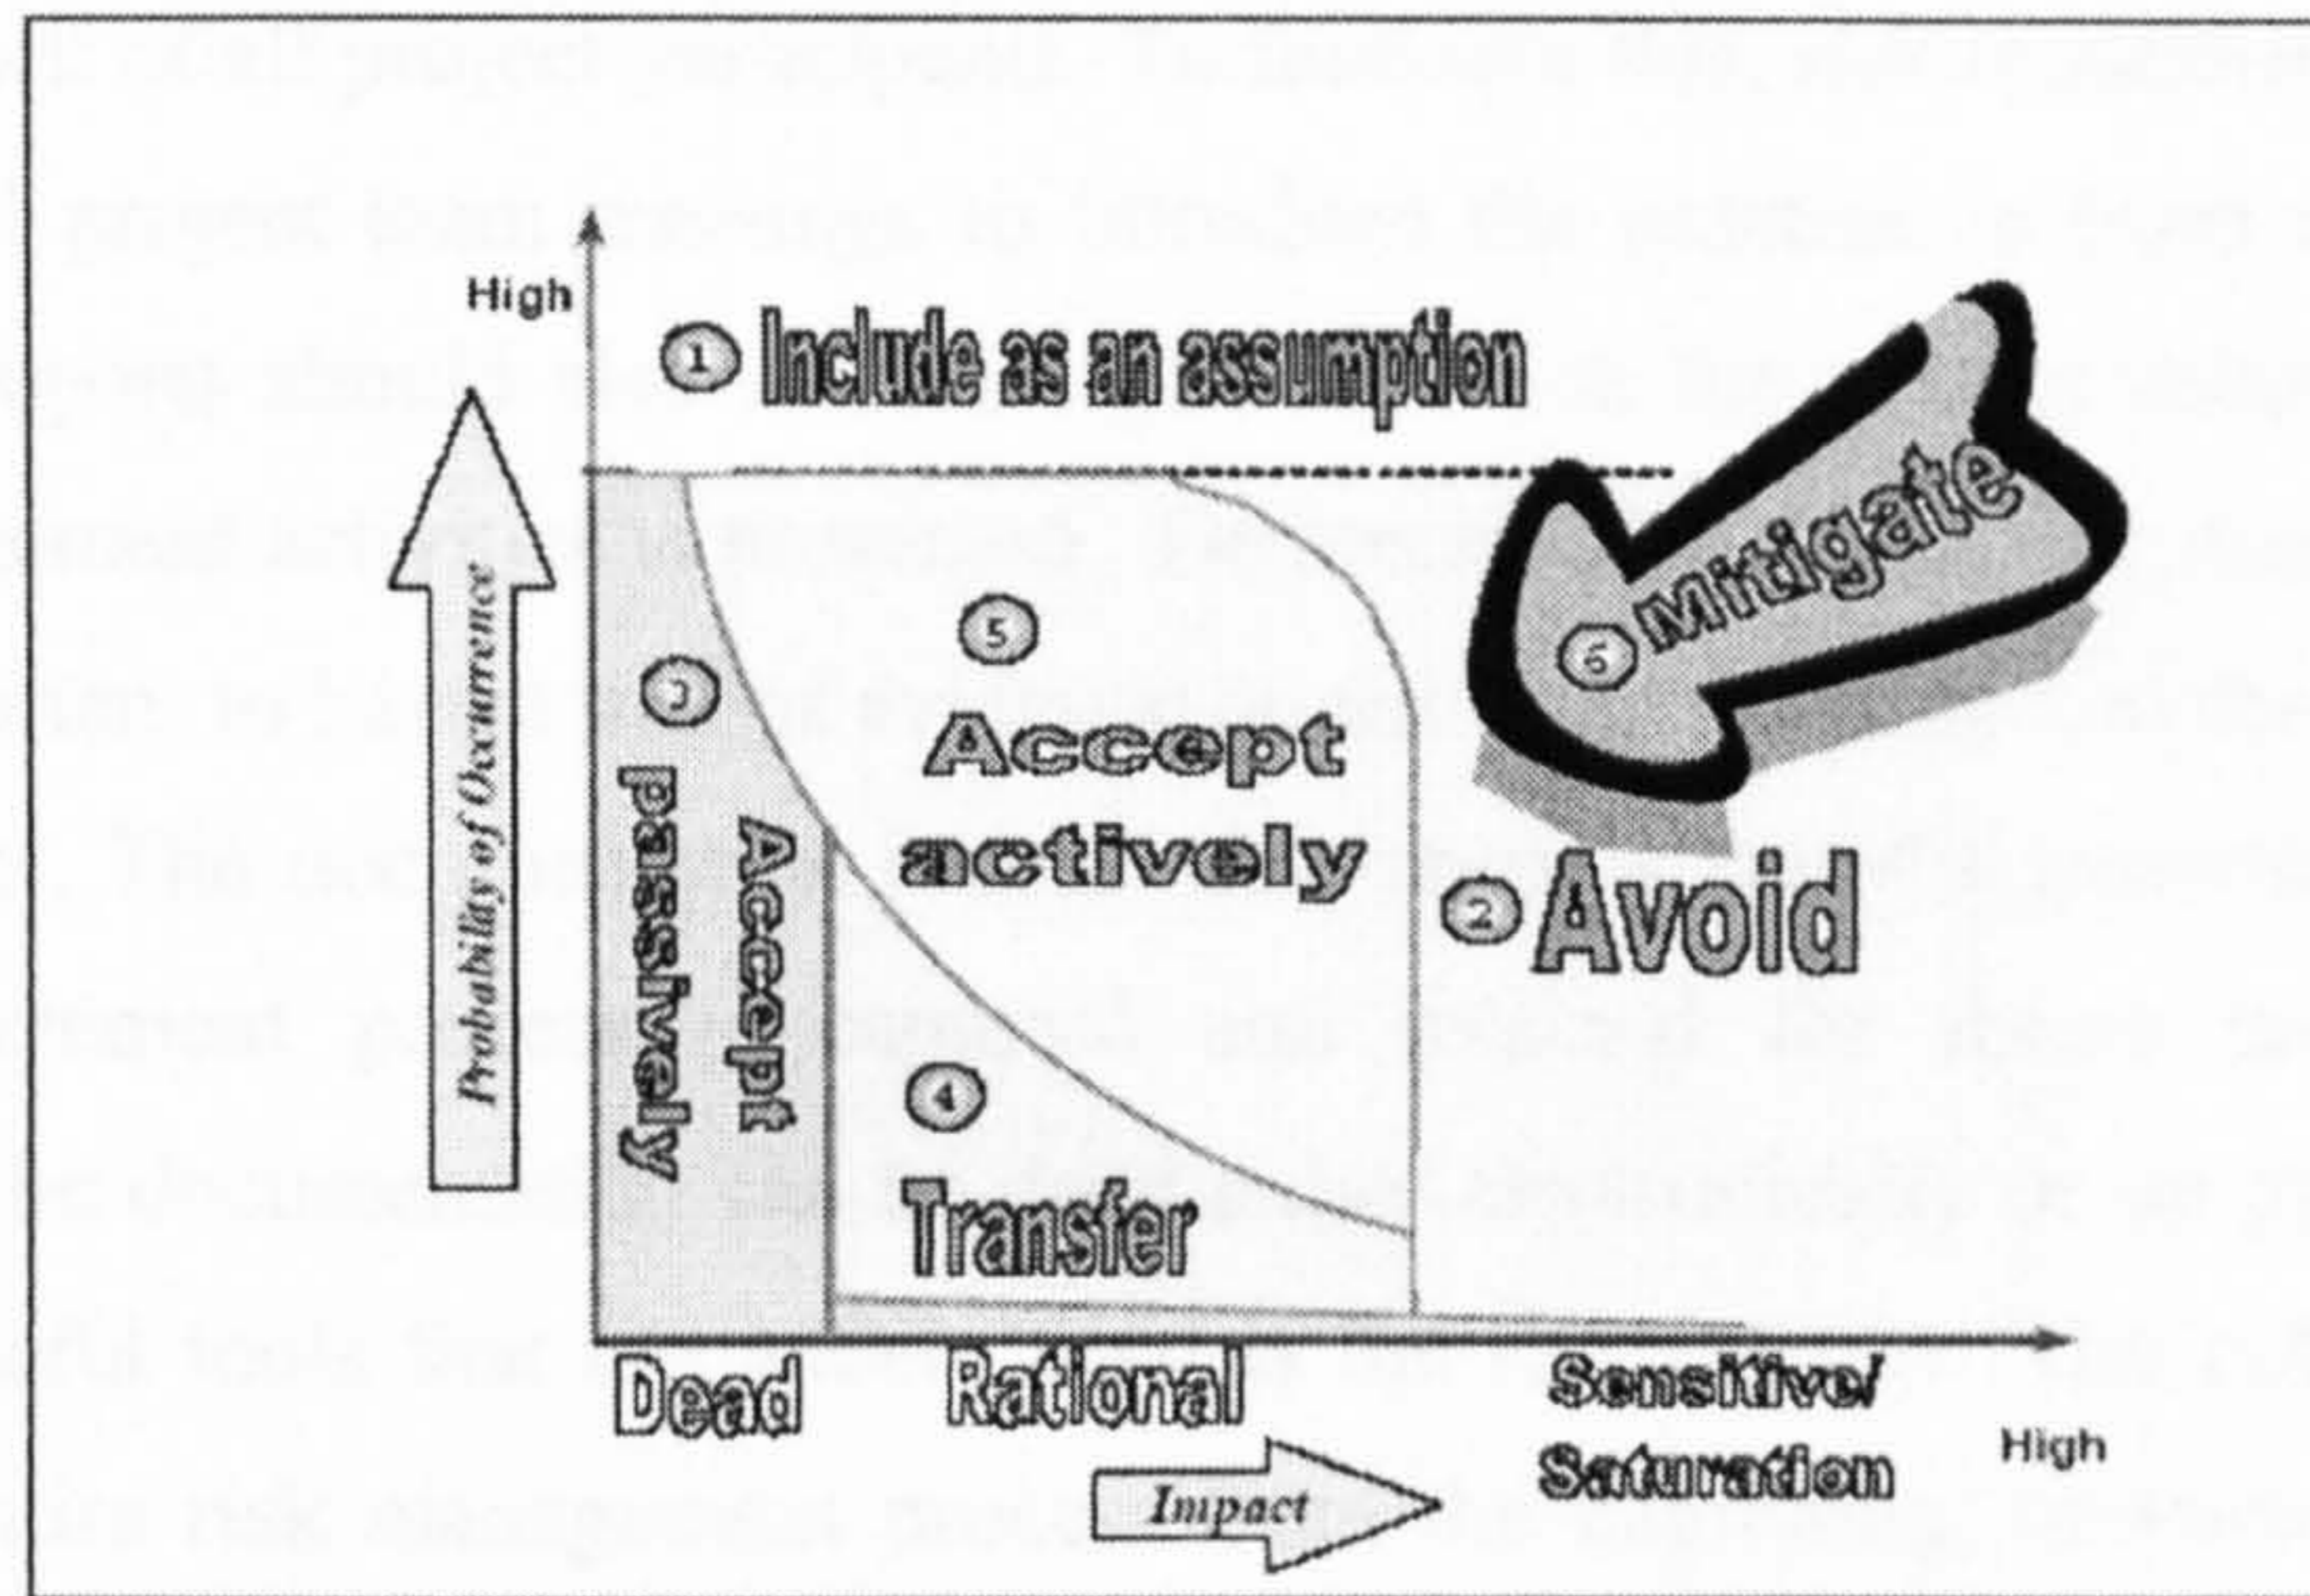 High
① Include as an assumption
⑥ Mitigate
Probability of Occurrence
⑤
Accept
actively
③
Accept
passively
② Avoid
④
Transfer
Dead
Rational
Sensitive/
Saturation
High
Impact